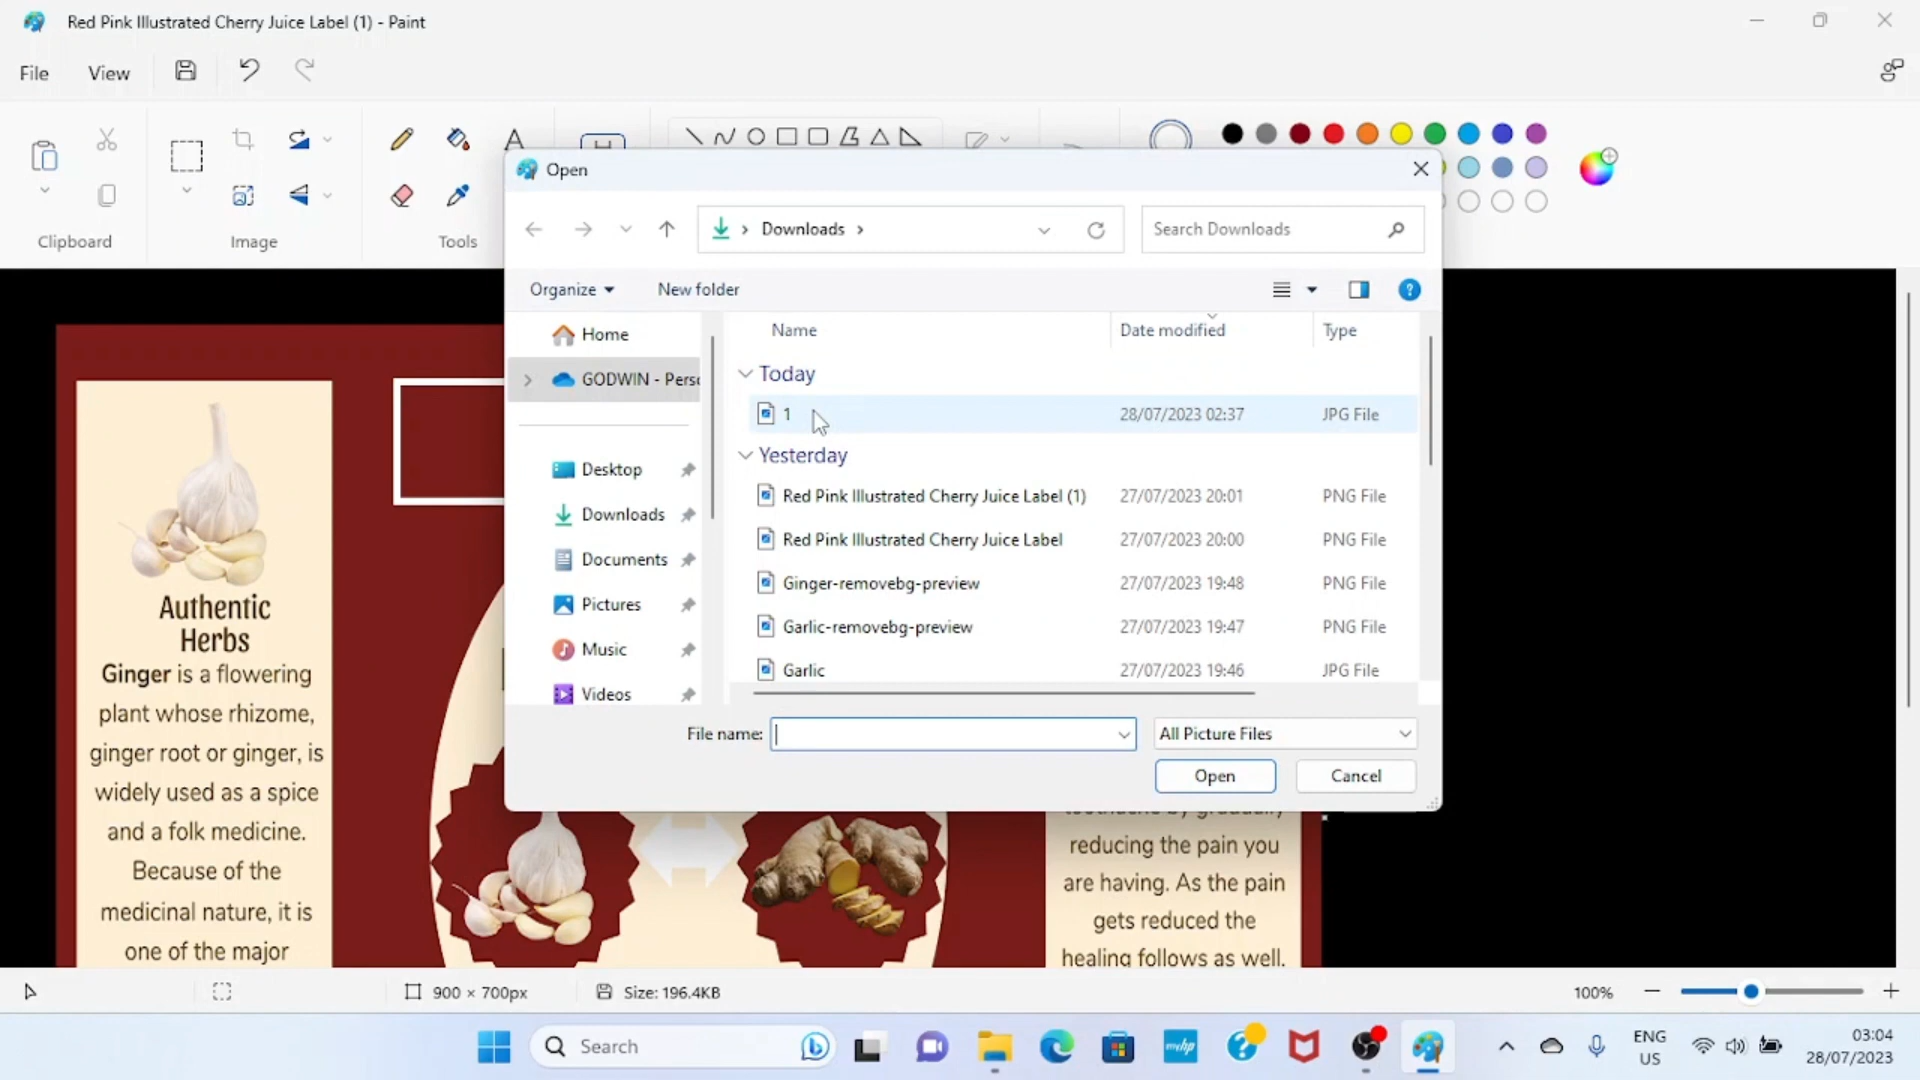 Red Pink Illustrated Cherry Juice Label (1) - Paint
File View
Clipboard Image Tools
Open
Downloads
Search Downloads
Organize New folder
Home
GODWIN - Perso
Desktop
Downloads
Documents
Pictures
Music
Videos
Name Date modified Type
Today
1 28/07/2023 02:37 JPG File
Yesterday
Red Pink Illustrated Cherry Juice Label (1) 27/07/2023 20:01 PNG File
Red Pink Illustrated Cherry Juice Label 27/07/2023 20:00 PNG File
Ginger-removebg-preview 27/07/2023 19:48 PNG File
Garlic-removebg-preview 27/07/2023 19:47 PNG File
Garlic 27/07/2023 19:46 JPG File
File name: All Picture Files
Open Cancel
Authentic
Herbs
Ginger is a flowering
plant whose rhizome,
ginger root or ginger, is
widely used as a spice
and a folk medicine.
Because of the
medicinal nature, it is
one of the major
reducing the pain you
are having. As the pain
gets reduced the
healing follows as well.
900 × 700px Size: 196.4KB 100%
Search
myhp
ENG
US
03:04
28/07/2023